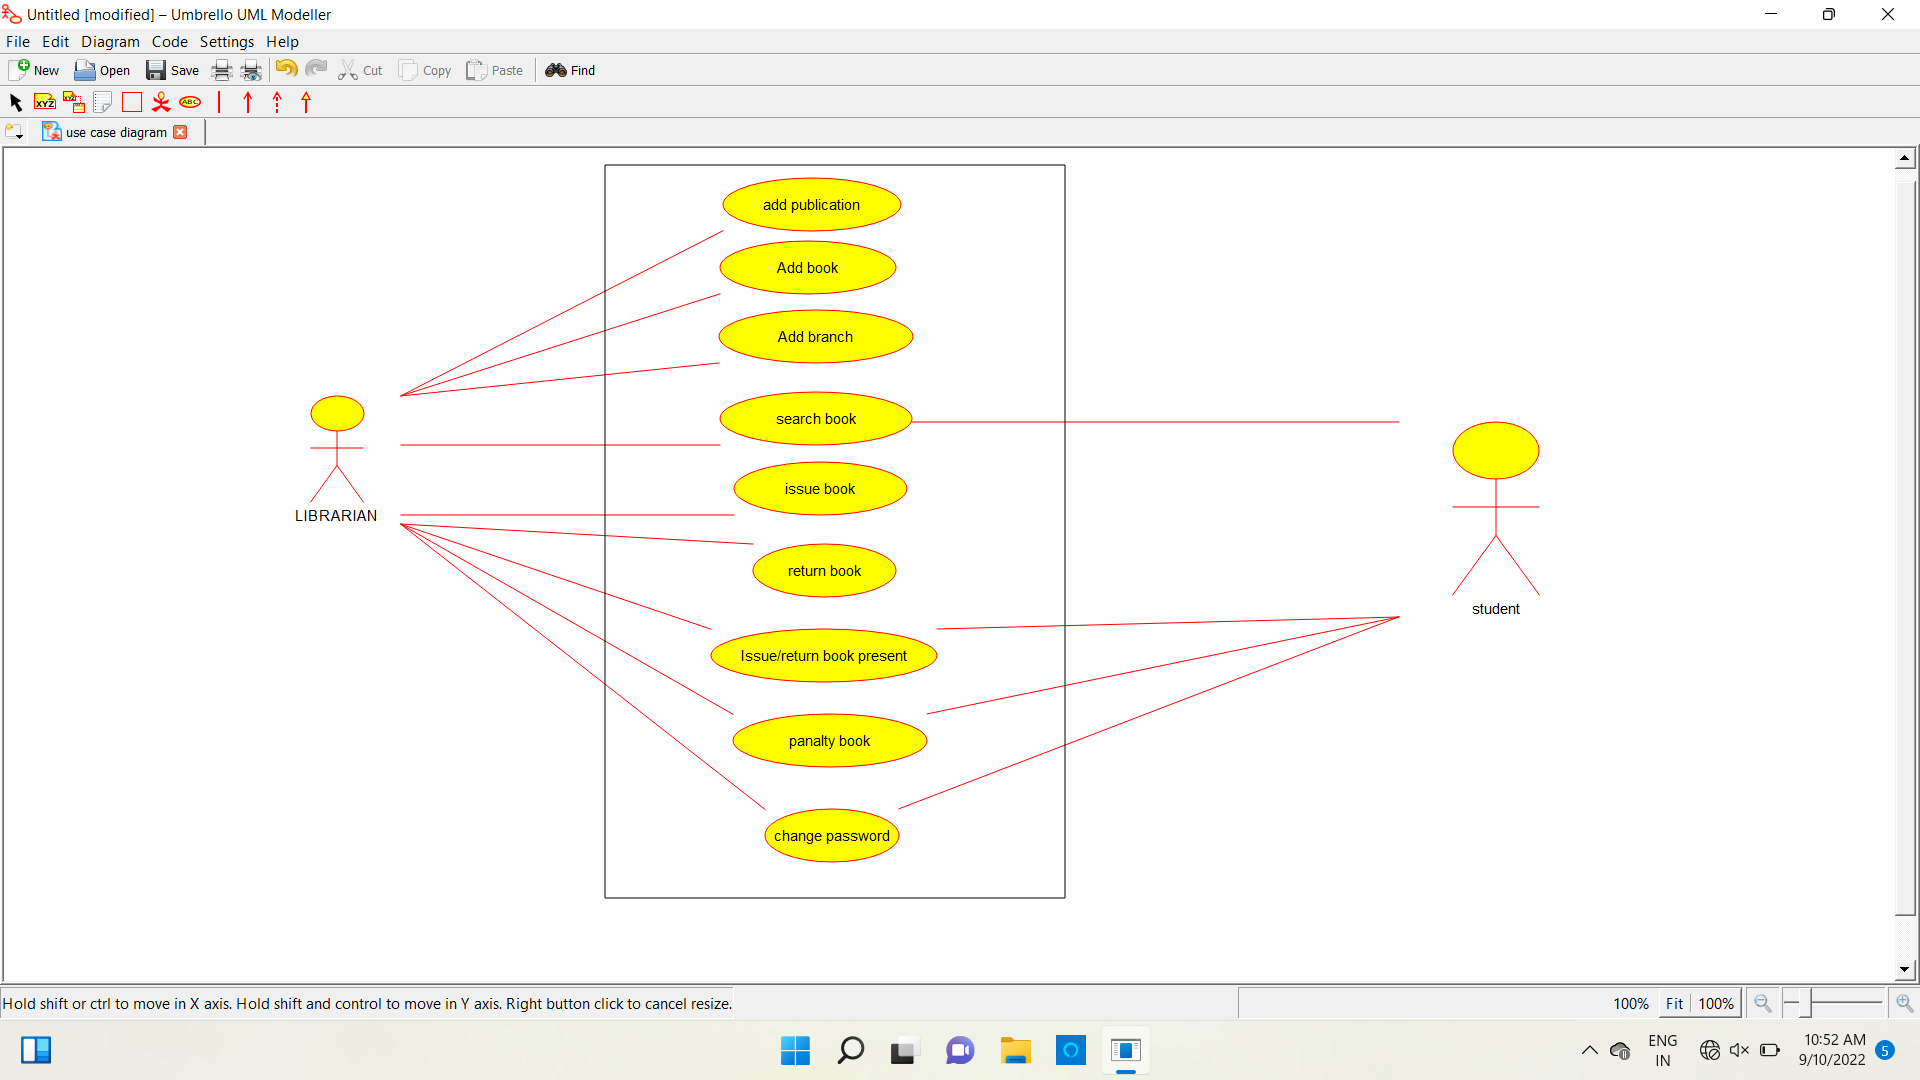 Untitled [modified] – Umbrello UML Modeller
File Edit Diagram Code Settings Help
New Open Save Cut Copy Paste Find
XYZ XYZ ABC
use case diagram
add publication
Add book
Add branch
search book
issue book
LIBRARIAN
return book
student
Issue/return book present
panalty book
change password
Hold shift or ctrl to move in X axis. Hold shift and control to move in Y axis. Right button click to cancel resize.
100% Fit 100%
ENG
IN
10:52 AM
9/10/2022
5